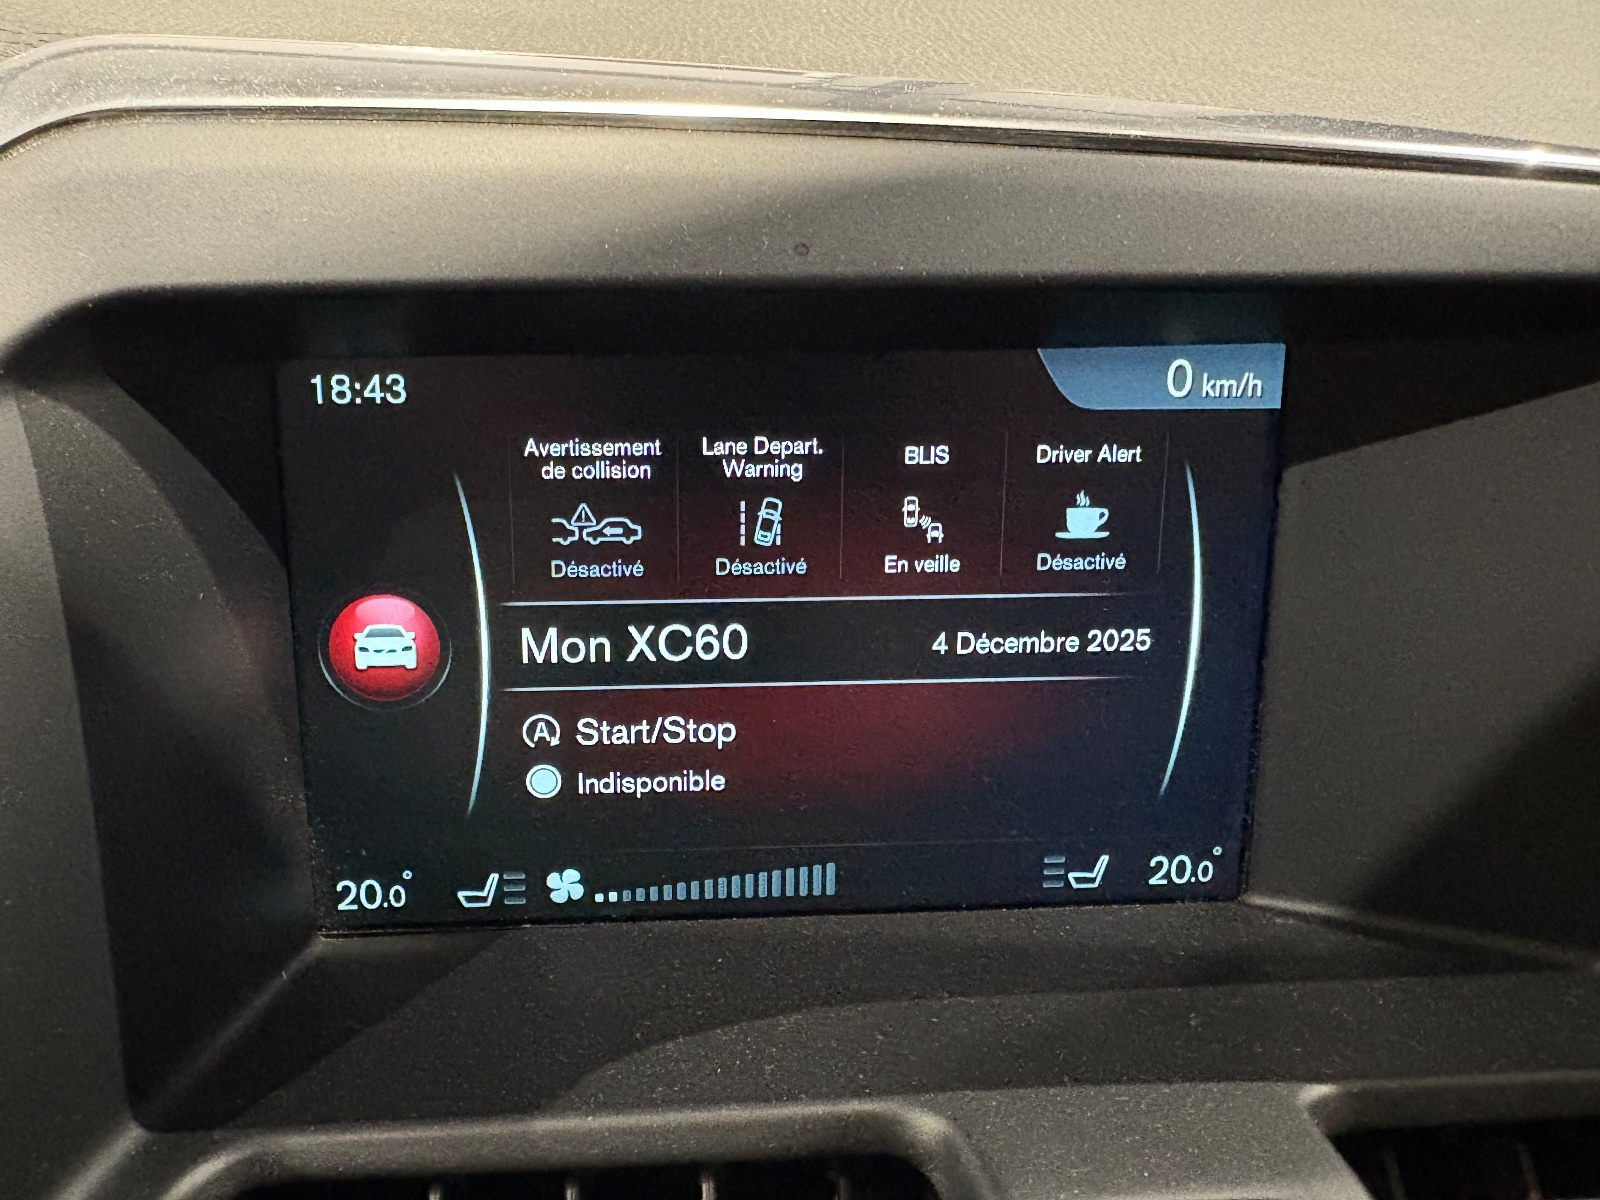 18:43
0 km/h
Avertissement
de collision
Lane Depart.
Warning
BLIS
Driver Alert
Désactivé
Désactivé
En veille
Désactivé
Mon XC60
4 Décembre 2025
A
Start/Stop
Indisponible
20.0°
20.0°